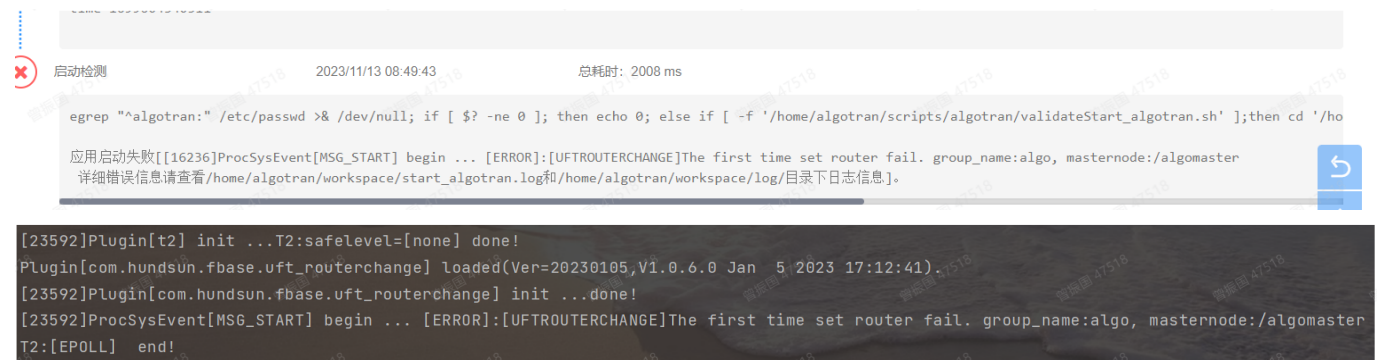 启动检测 2023/11/13 08:49:43 总耗时：2008 ms
egrep "^algotran:" /etc/passwd >& /dev/null; if [ $? -ne 0 ]; then echo 0; else if [ -f '/home/algotran/scripts/algotran/validateStart_algotran.sh' ];then cd '/ho
应用启动失败[[16236]ProcSysEvent[MSG_START] begin ... [ERROR]:[UFTROUTERCHANGE]The first time set router fail. group_name:algo, masternode:/algomaster
详细错误信息请查看/home/algotran/workspace/start_algotran.log和/home/algotran/workspace/log/目录下日志信息]。
[23592]Plugin[t2] init ...T2:safelevel=[none] done!
Plugin[com.hundsun.fbase.uft_routerchange] loaded(Ver=20230105,V1.0.6.0 Jan  5 2023 17:12:41).
[23592]Plugin[com.hundsun.fbase.uft_routerchange] init ...done!
[23592]ProcSysEvent[MSG_START] begin ... [ERROR]:[UFTROUTERCHANGE]The first time set router fail. group_name:algo, masternode:/algomaster
T2:[EPOLL]  end!